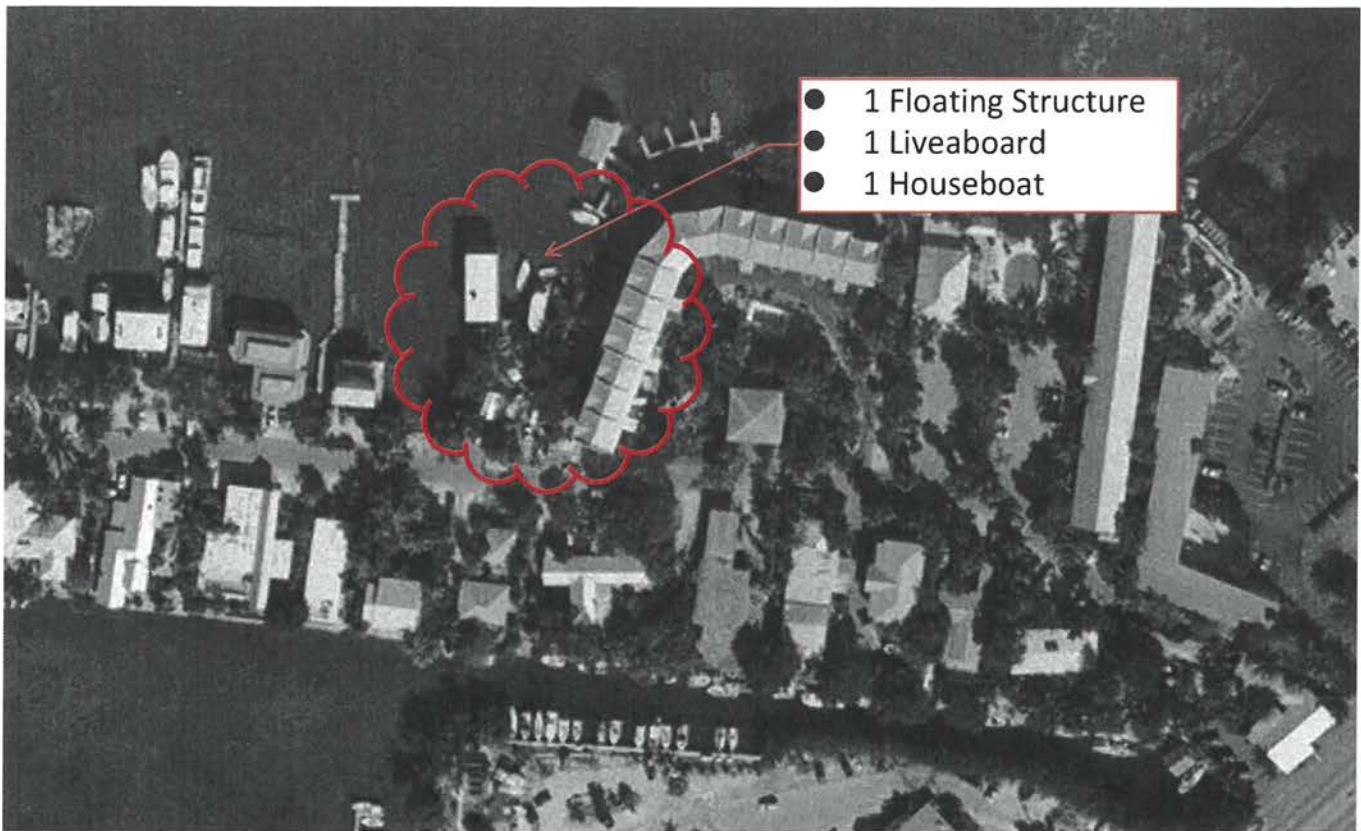 ● 1 Floating Structure
● 1 Liveaboard
● 1 Houseboat